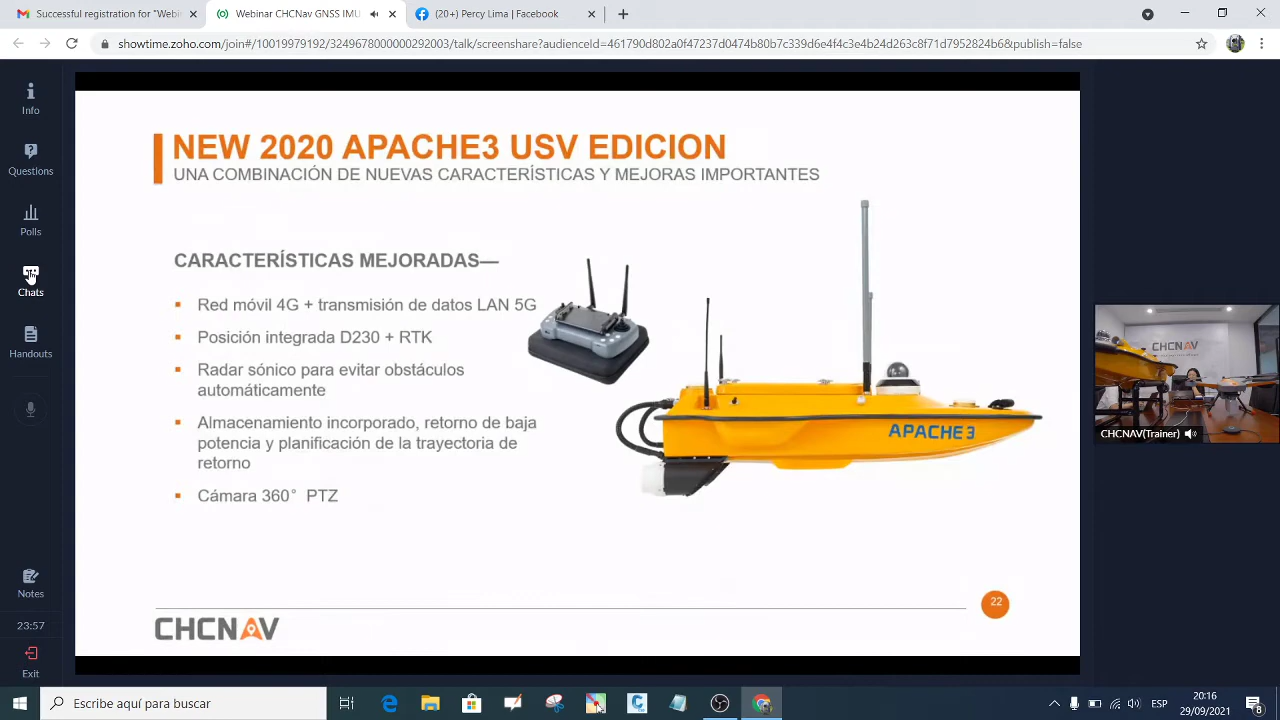 Successful registration for "We
GNSS IMU
(20+) Percy Lima | Facebook
showtime.zoho.com/join#/10019979192/3249678000000292003/talk/screenshare?audienceId=461790d802a0f47237d0474b80b7c33d6d6f4f4c3e4b24d263c8f71d7952824b6&publish=false
Info
Questions
Polls
Chats
Handouts
Notes
23:57
Exit
NEW 2020 APACHE3 USV EDICION
UNA COMBINACIÓN DE NUEVAS CARACTERÍSTICAS Y MEJORAS IMPORTANTES
CARACTERÍSTICAS MEJORADAS—
▪ Red móvil 4G + transmisión de datos LAN 5G
▪ Posición integrada D230 + RTK
▪ Radar sónico para evitar obstáculos
automáticamente
▪ Almacenamiento incorporado, retorno de baja
potencia y planificación de la trayectoria de
retorno
▪ Cámara 360° PTZ
APACHE 3
22
CHCNAV
CHCNAV
CHCNAV(Trainer)
Escribe aquí para buscar
ESP
20:16
29/09/2021
8